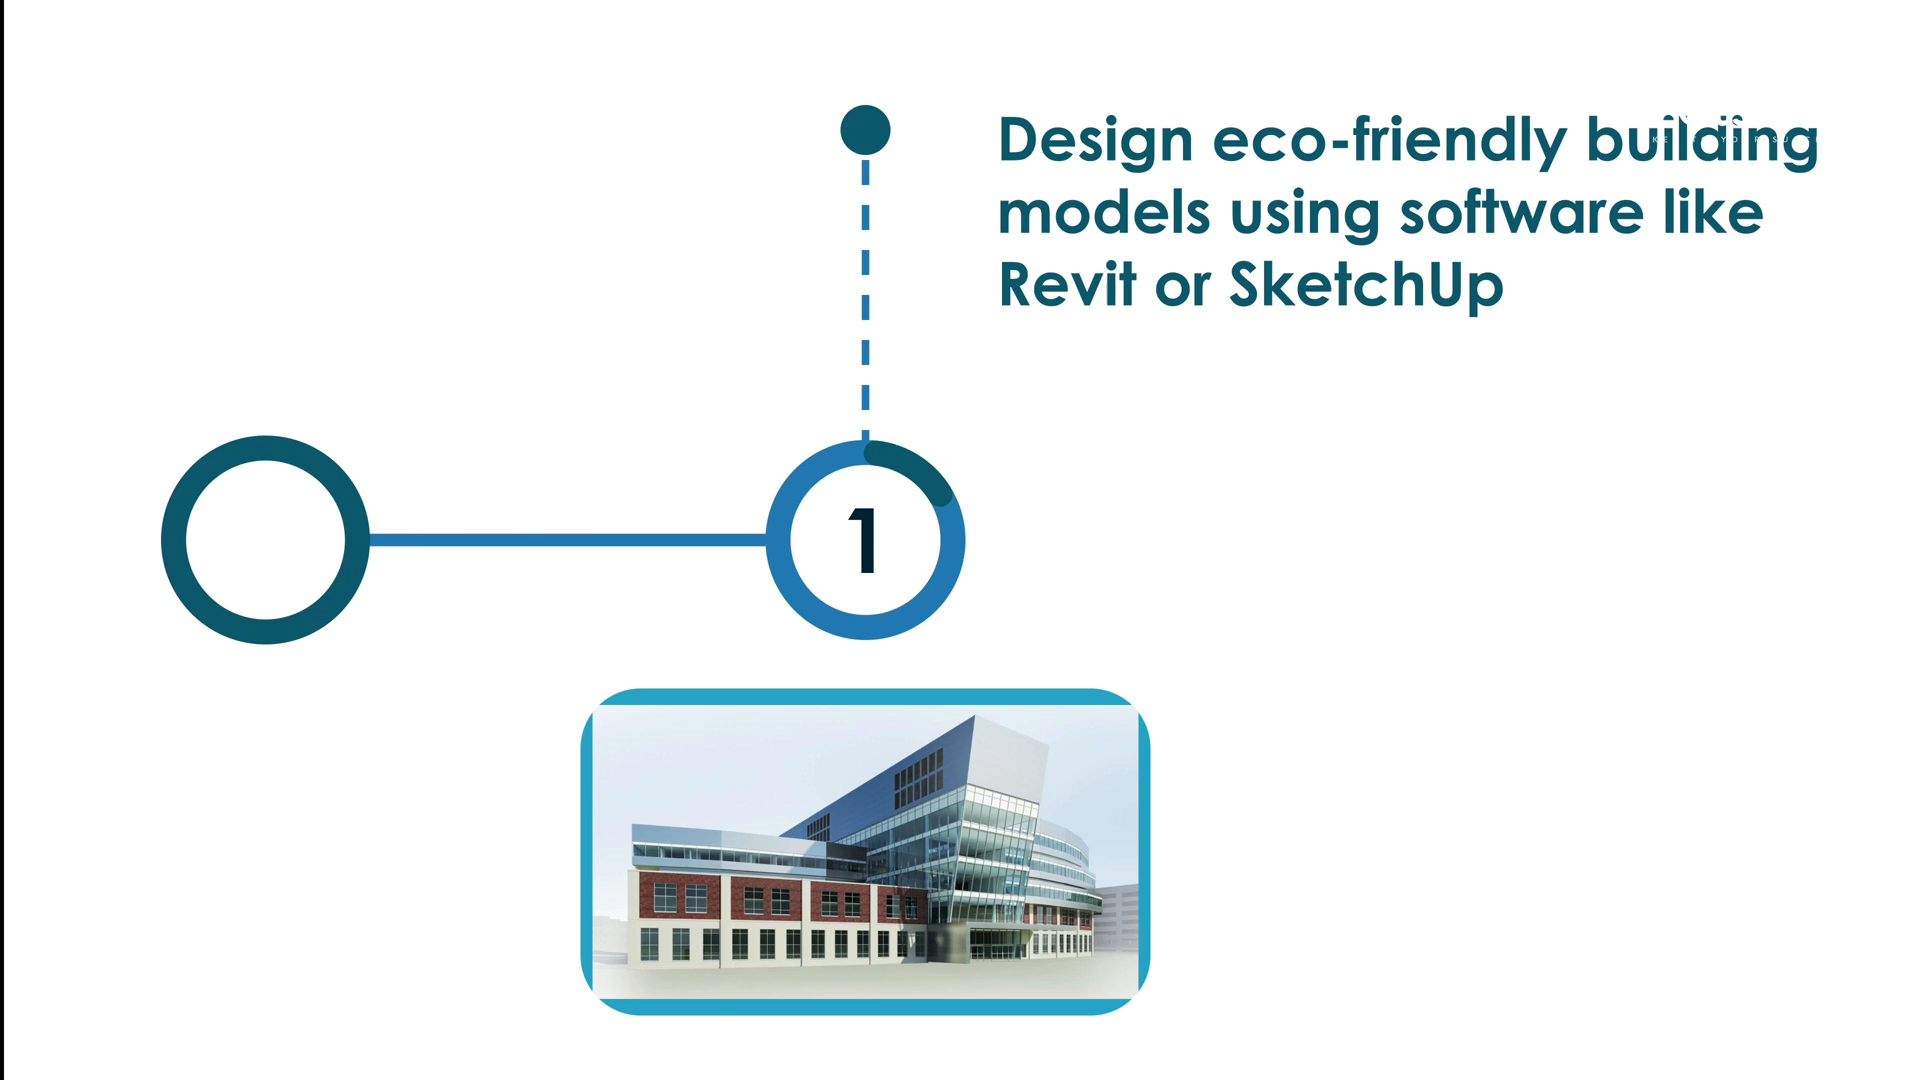 Design eco-friendly building
models using software like
Revit or SketchUp
1